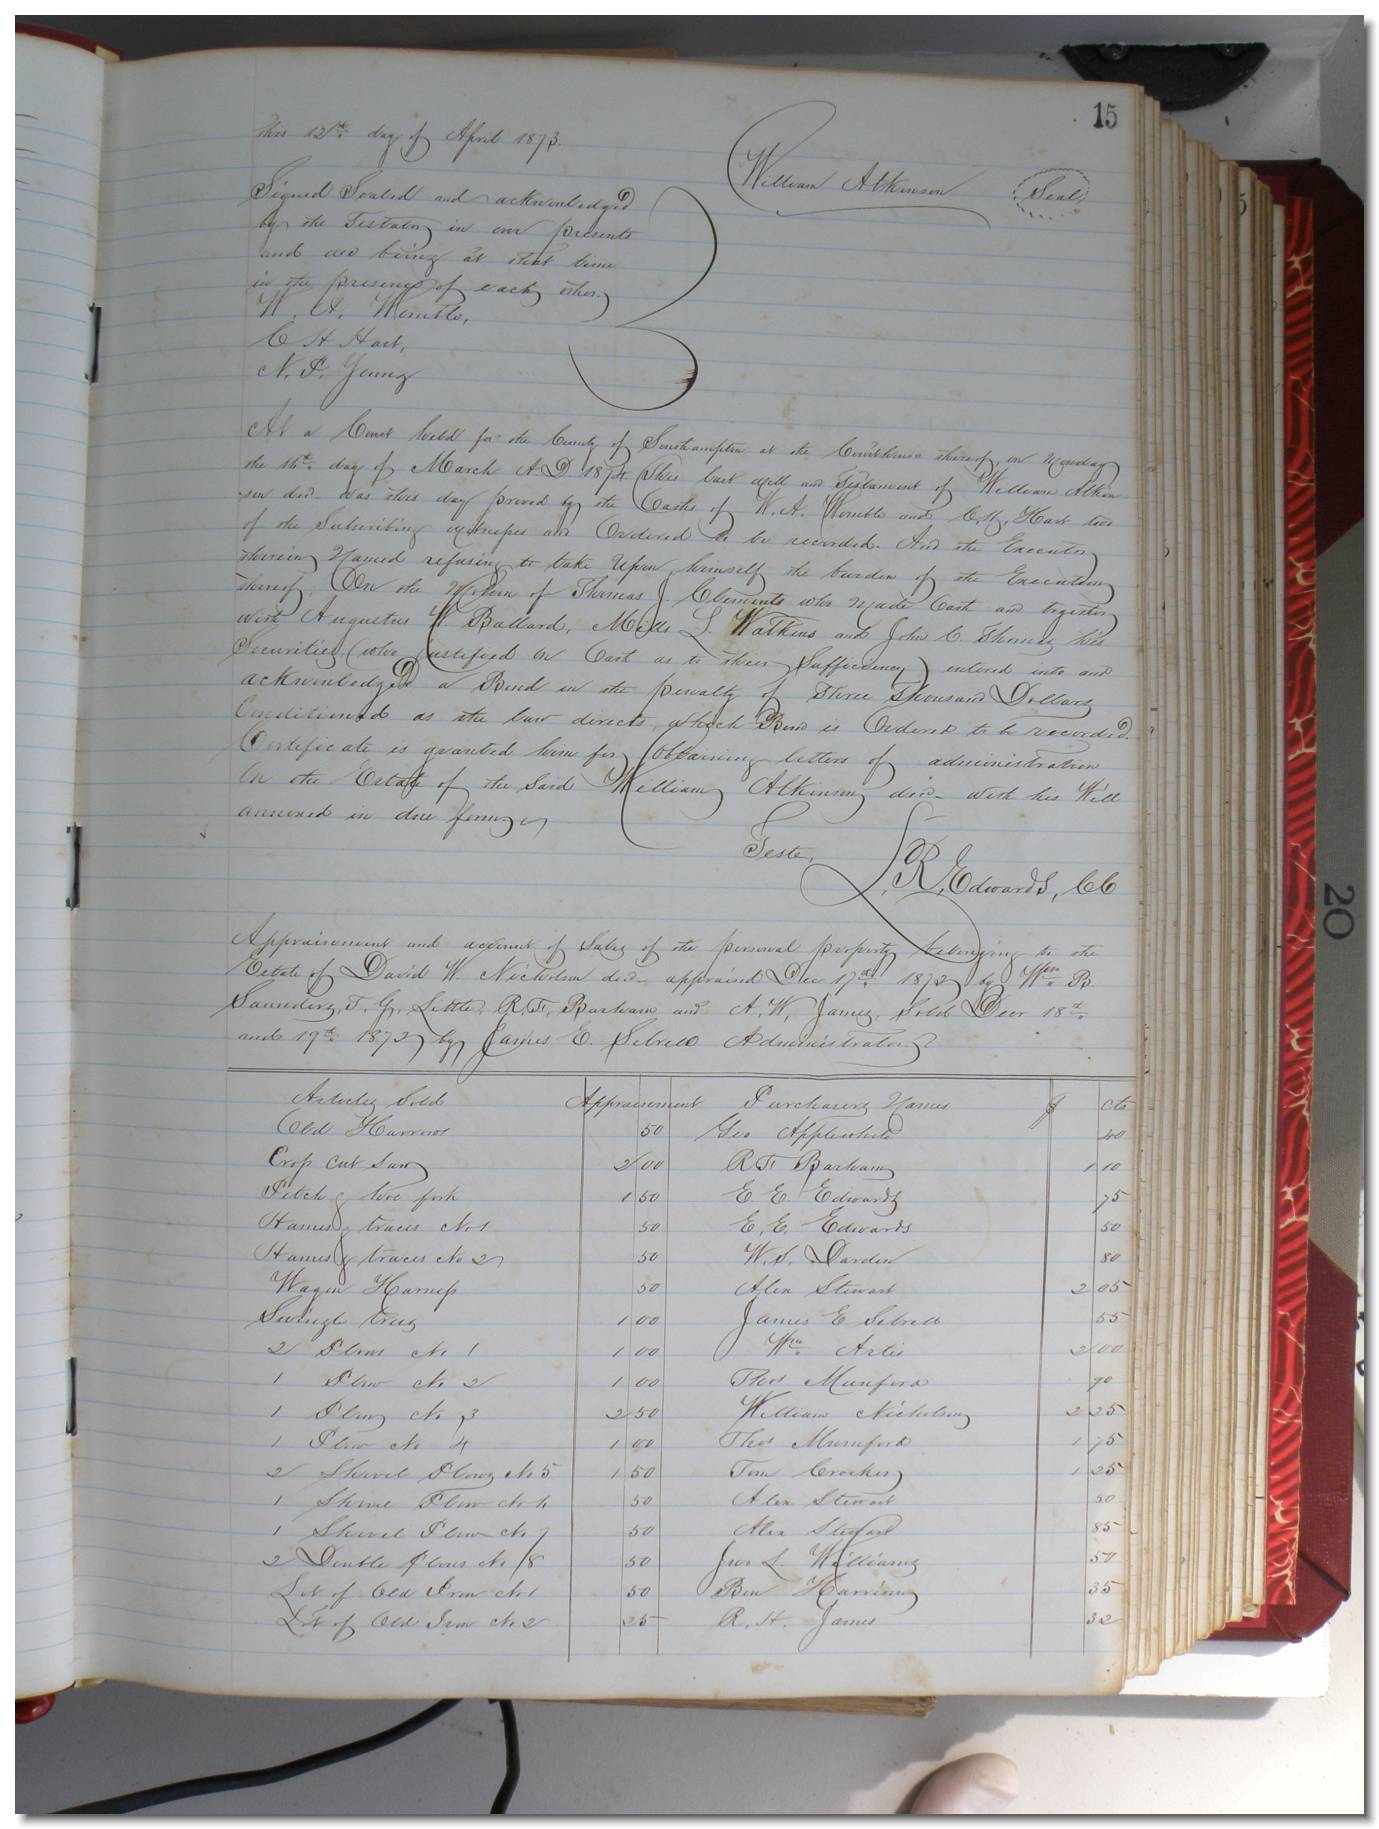 15
This 12th day of April 1873.
William Atkinson Seal
Signed Sealed and acknowledged
by the Testator in our presents
and we being at that time
in the presence of each other
W. A. Womble,
C H Hart,
N. P. Young
At a Court held for the County of Southampton at the Courthouse thereof, on Monday
the 16th day of March A.D 1874 This last will and Testament of William Atkin
son decd was this day proved by the Oaths of W. A. Womble and C. H. Hart two
of the Subscribing witnesses and Ordered to be recorded. And the Executor
therein Named refusing to take Upon himself the burden of the Execution
thereof. On the Motion of Thomas J Clements who Made Oath and together
with Augustus W Ballard, Mills L. Watkins and John C Thomas his
Securities (who justified on Oath as to their Sufficiency) entered into and
acknowledged a Bond in the penalty of Three Thousand Dollars
Conditioned as the law directs, which Bond is Ordered to be recorded.
Certificate is granted him for Obtaining letters of administration
On the Estate of the Said William Atkinson decd with his Will
annexed in due form
Teste, L. R. Edwards, CC
Appraisement and account of Sales of the personal property belonging to the
Estate of David W. Nicholson decd appraised Dec 17th 1872 by Wm B.
Saunders, T. G. Little, R. F. Barham and A. W. James, Sold Decr 18th
and 19th 1872 by James E. Sebrell Administrator
Articles Sold Appraisement Purchasers Names $ cts
Old Harrow 50 Geo Applewhite 40
Crop cut Saw 2 00 R F Barham 1 10
Pitch & hoe fork 1 50 E E Edwards 75
Hames & traces No 1 50 E. E. Edwards 50
Hames & traces No 2 50 W. S. Darden 80
Wagon Harness 50 Alex Stewart 2 05
Swingle trees 1 00 James E Sebrell 55
2 Plows No 1 1 00 Wm Artis 2 00
1 Plow No 2 1 00 Thos Munford 90
1 Plow No 3 2 50 William Nicholson 2 25
1 Plow No 4 1 00 Thos Mumford 1 75
2 Shovel Plows No 5 1 50 Tom Crocker 1 25
1 Shovel Plow No 6 50 Alex Stewart 50
1 Shovel Plow No 7 50 Alex Stewart 85
2 Double Plows No 8 50 Jno L. Williams 50
Lot of Old Iron No 1 50 Ben Harrison 35
Lot of Old Iron No 2 25 R. H. James 32
20